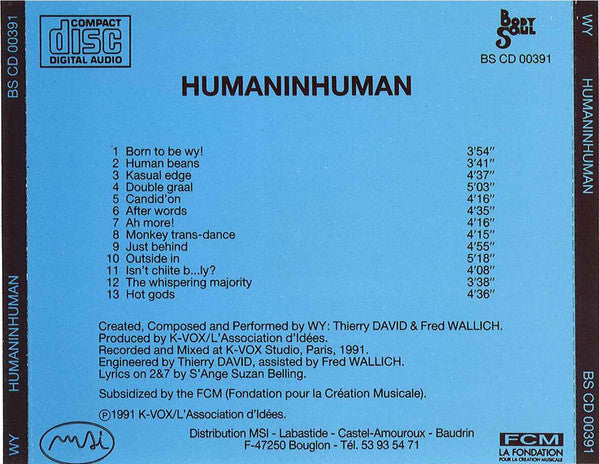 COMPACT
disc
DIGITAL AUDIO
BODY
SOUL
BS CD 00391
HUMANINHUMAN
1 Born to be wy! 3'54"
2 Human beans 3'41"
3 Kasual edge 4'37"
4 Double graal 5'03"
5 Candid'on 4'16"
6 After words 4'35"
7 Ah more! 4'16"
8 Monkey trans-dance 4'15"
9 Just behind 4'55"
10 Outside in 5'18"
11 Isn't chiite b...ly? 4'08"
12 The whispering majority 3'38"
13 Hot gods 4'36"
Created, Composed and Performed by WY: Thierry DAVID & Fred WALLICH.
Produced by K-VOX/L'Association d'Idées.
Recorded and Mixed at K-VOX Studio, Paris, 1991.
Engineered by Thierry DAVID, assisted by Fred WALLICH.
Lyrics on 2&7 by S'Ange Suzan Belling.
Subsidized by the FCM (Fondation pour la Création Musicale).
℗1991 K-VOX/L'Association d'Idées.
msi
Distribution MSI - Labastide - Castel-Amouroux - Baudrin
F-47250 Bouglon - Tél. 53 93 54 71
FCM
LA FONDATION
POUR LA CRÉATION MUSICALE
WY HUMANINHUMAN BS CD 00391
WY HUMANINHUMAN BS CD 00391